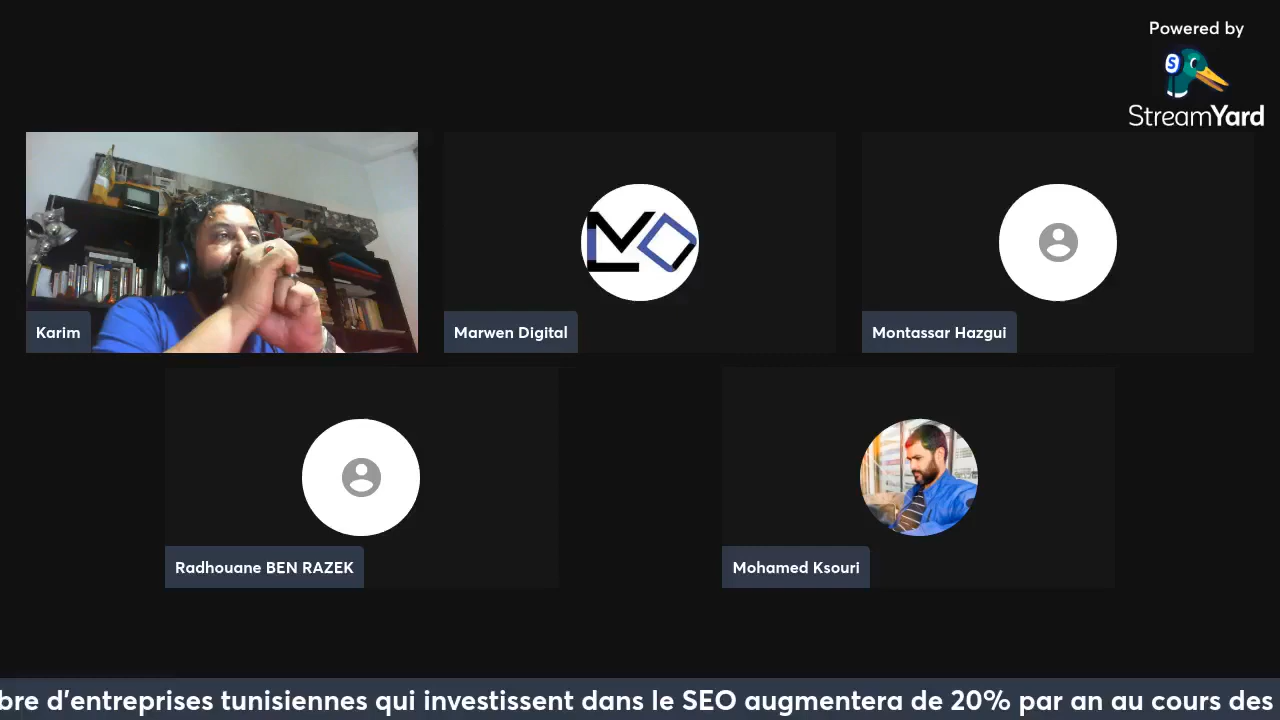 Powered by
S
StreamYard
Karim
Marwen Digital
Montassar Hazgui
Radhouane BEN RAZEK
Mohamed Ksouri
bre d'entreprises tunisiennes qui investissent dans le SEO augmentera de 20% par an au cours des